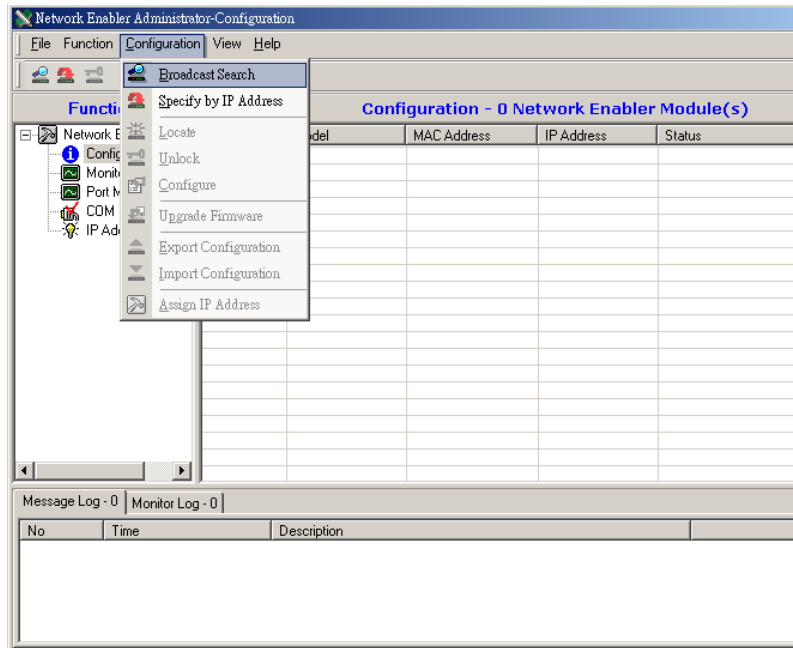 Network Enabler Administrator-Configuration
File Function Configuration View Help
Broadcast Search
Specify by IP Address
Locate
Unlock
Configure
Upgrade Firmware
Export Configuration
Import Configuration
Assign IP Address
Configuration - 0 Network Enabler Module(s)
MAC Address IP Address Status
Network
Port
COM
Message Log - 0 Monitor Log - 0
No Time Description